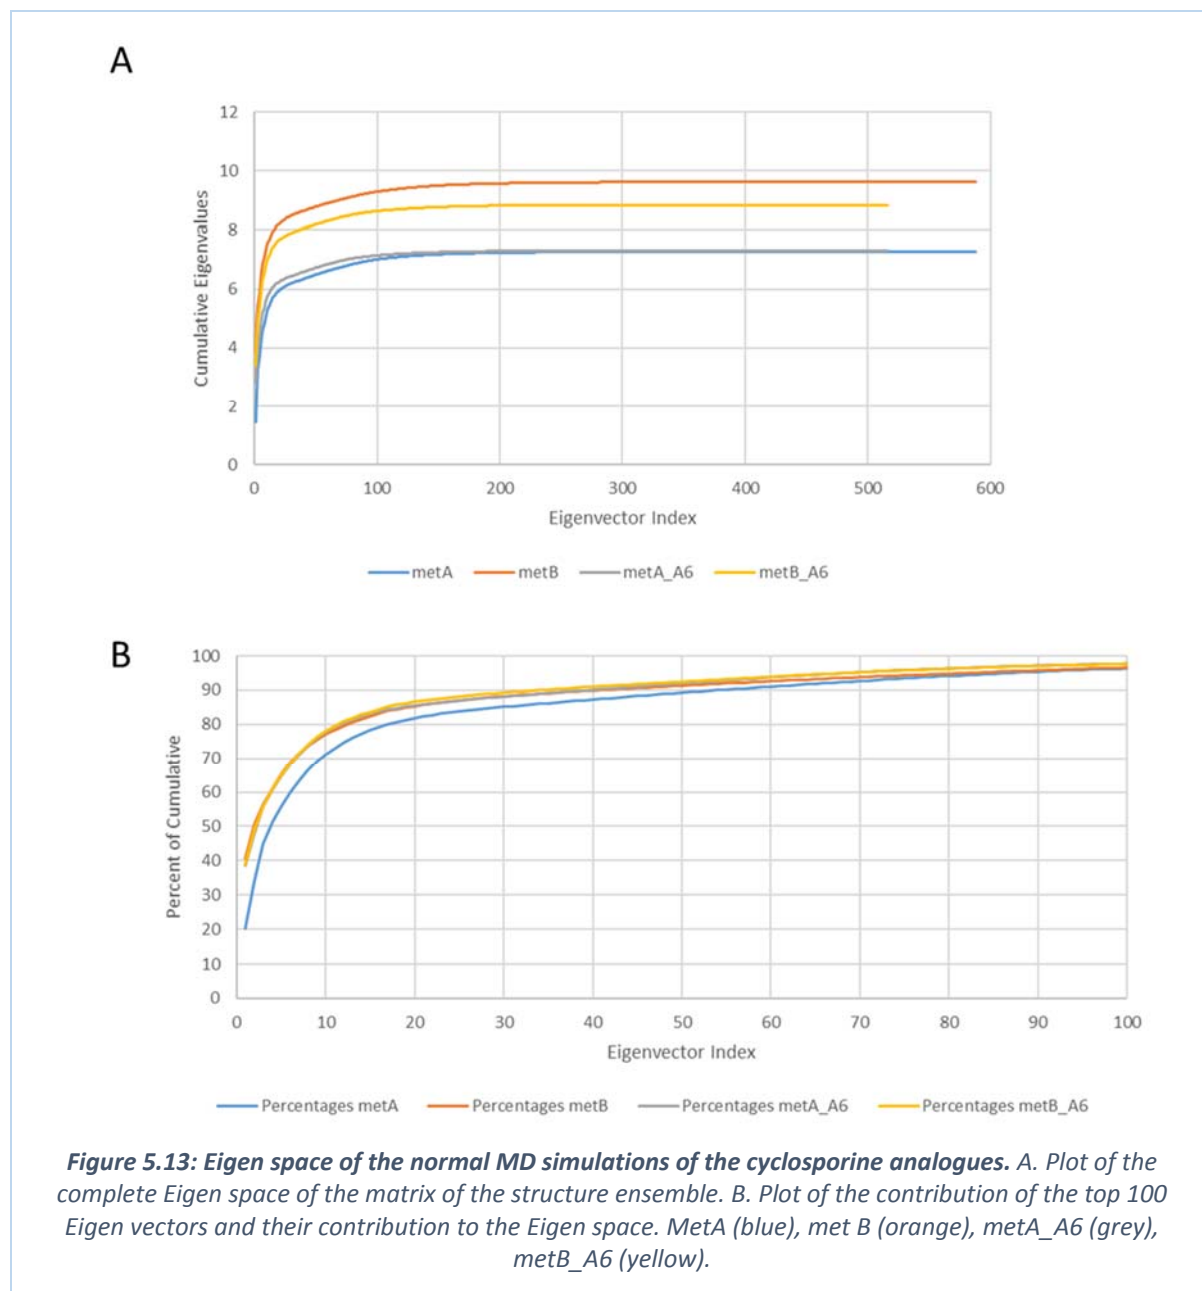 A
12
10
8
6
4
2
0
Cumulative Eigenvalues
0 100 200 300 400 500 600
Eigenvector Index
metA metB metA_A6 metB_A6
B
100
90
80
70
60
50
40
30
20
10
0
Percent of Cumulative
0 10 20 30 40 50 60 70 80 90 100
Eigenvector Index
Percentages metA Percentages metB Percentages metA_A6 Percentages metB_A6
Figure 5.13: Eigen space of the normal MD simulations of the cyclosporine analogues. A. Plot of the
complete Eigen space of the matrix of the structure ensemble. B. Plot of the contribution of the top 100
Eigen vectors and their contribution to the Eigen space. MetA (blue), met B (orange), metA_A6 (grey),
metB_A6 (yellow).